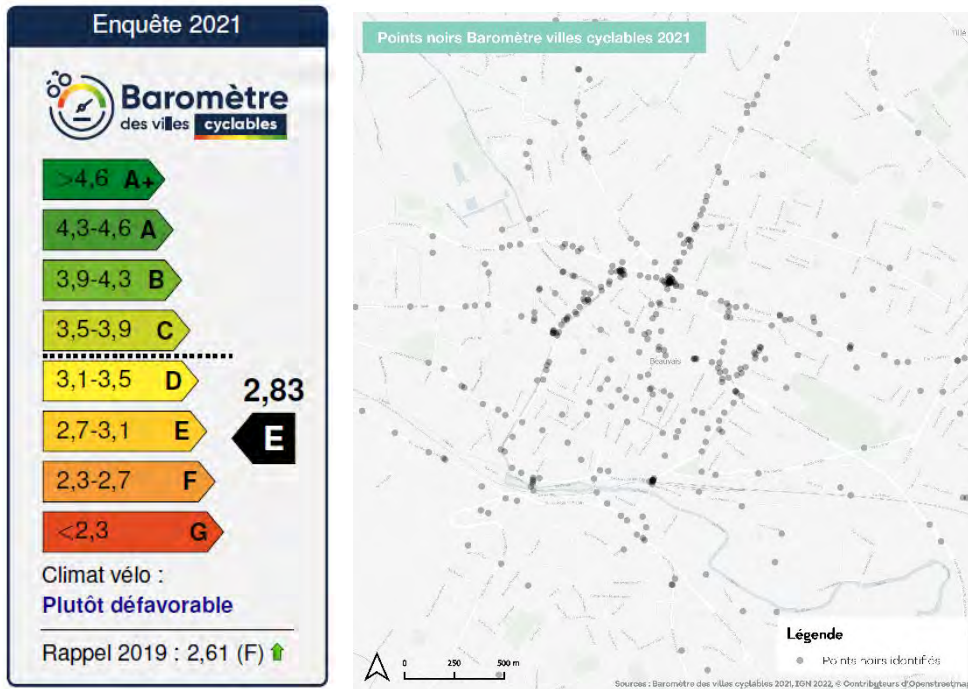 Enquête 2021
Baromètre
des villes cyclables
>4,6 A+
4,3-4,6 A
3,9-4,3 B
3,5-3,9 C
3,1-3,5 D
2,7-3,1 E
2,3-2,7 F
<2,3 G
2,83
E
Climat vélo :
Plutôt défavorable
Rappel 2019 : 2,61 (F)
Points noirs Baromètre villes cyclables 2021
Beauvais
0 250 500 m
Légende
Points noirs identifiés
Sources : Baromètre des villes cyclables 2021, IGN 2022, © Contributeurs d'Openstreetmap